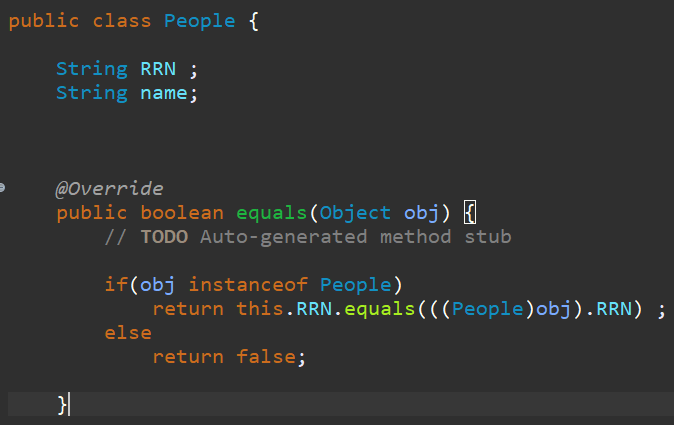 public class People {
String RRN ;
String name;
@Override
public boolean equals(Object obj) {
// TODO Auto-generated method stub
if(obj instanceof People)
return this.RRN.equals(((People)obj).RRN) ;
else
return false;
}